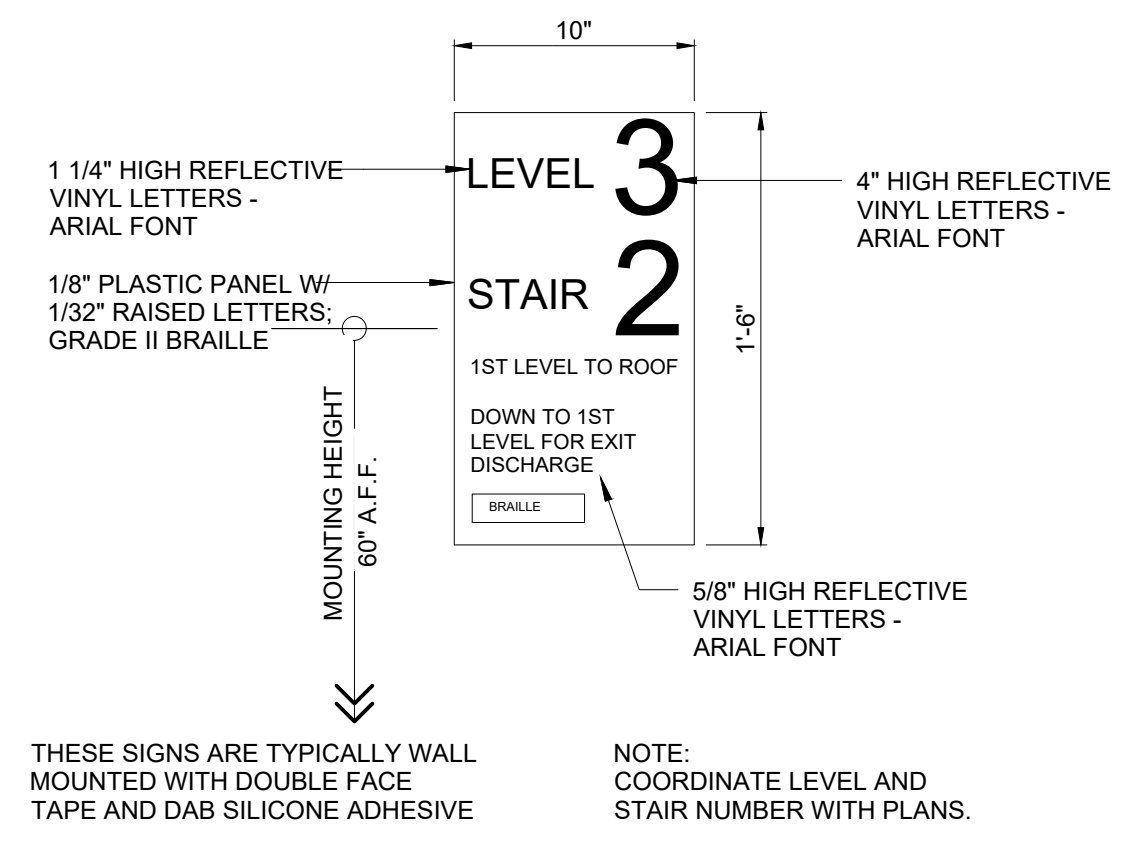 10"
1 1/4" HIGH REFLECTIVE
VINYL LETTERS -
ARIAL FONT
LEVEL 3
4" HIGH REFLECTIVE
VINYL LETTERS -
ARIAL FONT
1/8" PLASTIC PANEL W/
1/32" RAISED LETTERS;
GRADE II BRAILLE
STAIR 2
1'-6"
1ST LEVEL TO ROOF
DOWN TO 1ST
LEVEL FOR EXIT
DISCHARGE
BRAILLE
MOUNTING HEIGHT
60" A.F.F.
5/8" HIGH REFLECTIVE
VINYL LETTERS -
ARIAL FONT
THESE SIGNS ARE TYPICALLY WALL
MOUNTED WITH DOUBLE FACE
TAPE AND DAB SILICONE ADHESIVE
NOTE:
COORDINATE LEVEL AND
STAIR NUMBER WITH PLANS.